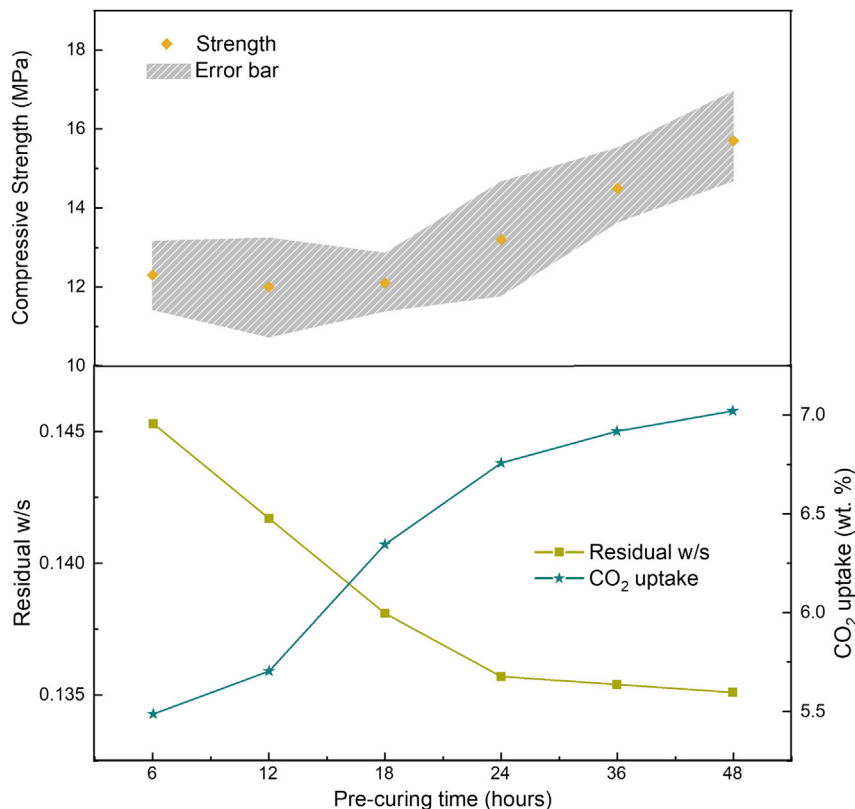 Compressive Strength (MPa)
18
16
14
12
10
Strength
Error bar
Residual w/s
0.145
0.140
0.135
Residual w/s
CO₂ uptake
7.0
6.5
6.0
5.5
CO₂ uptake (wt. %)
6 12 18 24 36 48
Pre-curing time (hours)